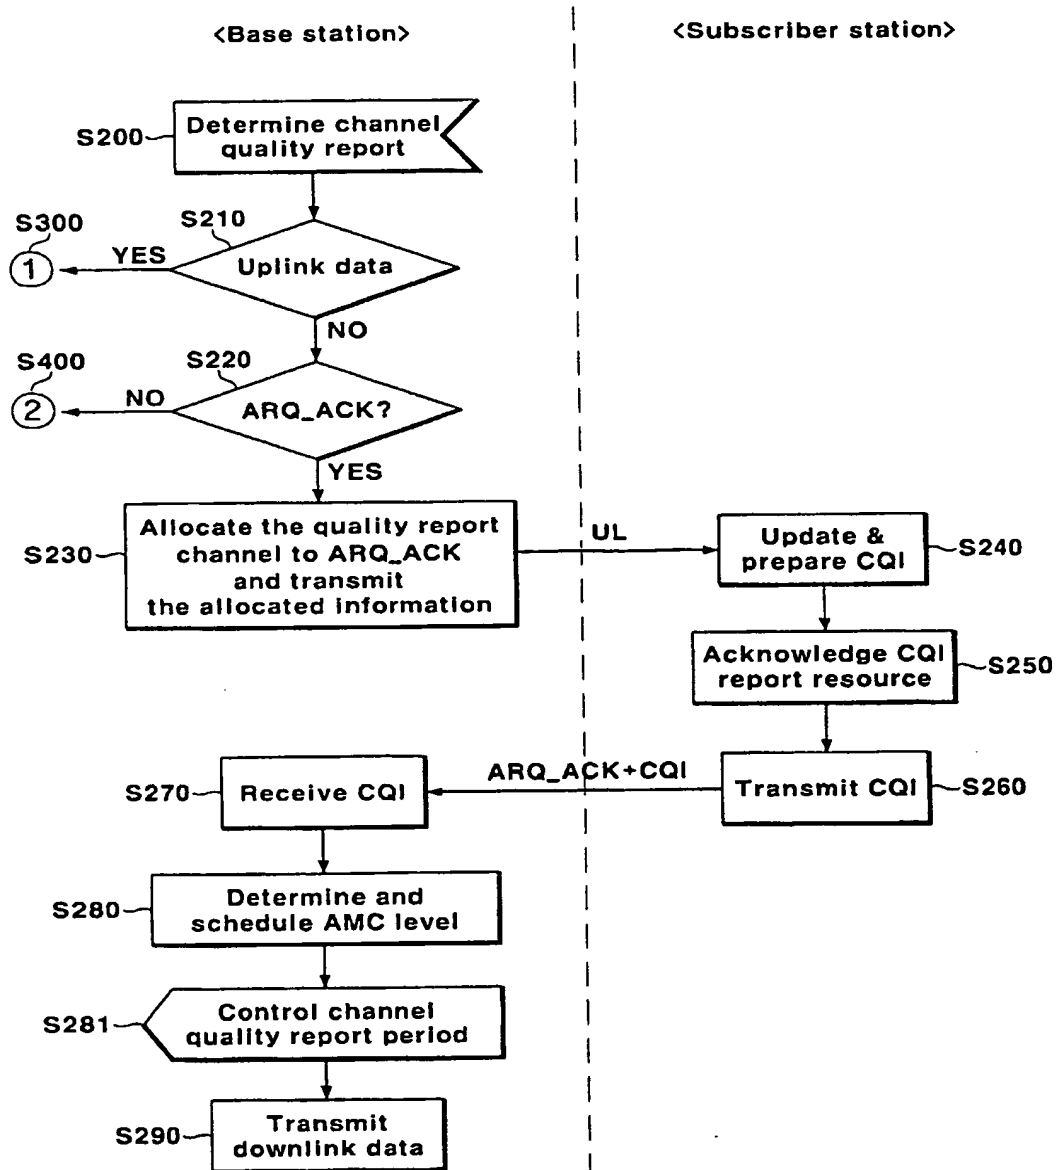 <Base station>
<Subscriber station>
S200
Determine channel
quality report
S300
S210
1
YES
Uplink data
NO
S400
S220
2
NO
ARQ_ACK?
YES
S230
Allocate the quality report
channel to ARQ_ACK
and transmit
the allocated information
UL
Update &
prepare CQI
S240
Acknowledge CQI
report resource
S250
S270
Receive CQI
ARQ_ACK+CQI
Transmit CQI
S260
S280
Determine and
schedule AMC level
S281
Control channel
quality report period
S290
Transmit
downlink data